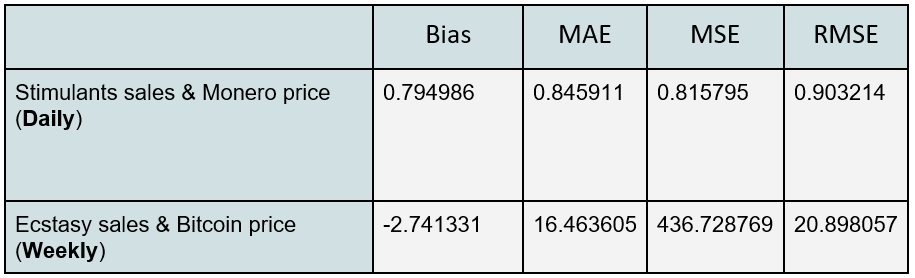 Bias MAE MSE RMSE
Stimulants sales & Monero price 0.794986 0.845911 0.815795 0.903214
(Daily)
Ecstasy sales & Bitcoin price -2.741331 16.463605 436.728769 20.898057
(Weekly)